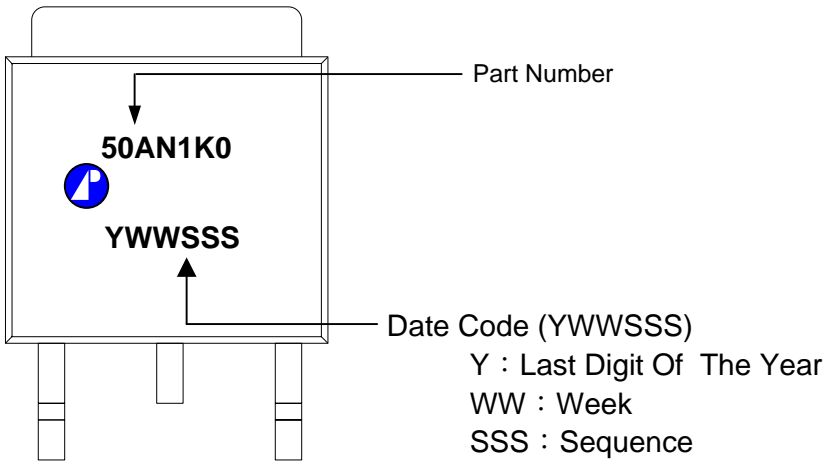 Part Number
50AN1K0
YWWSSS
Date Code (YWWSSS)
Y：Last Digit Of The Year
WW：Week
SSS：Sequence